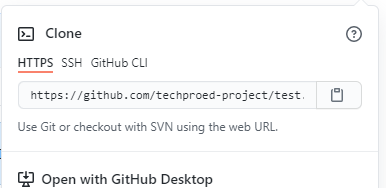 Clone
HTTPS SSH GitHub CLI
https://github.com/techproed-project/test.
Use Git or checkout with SVN using the web URL.
Open with GitHub Desktop